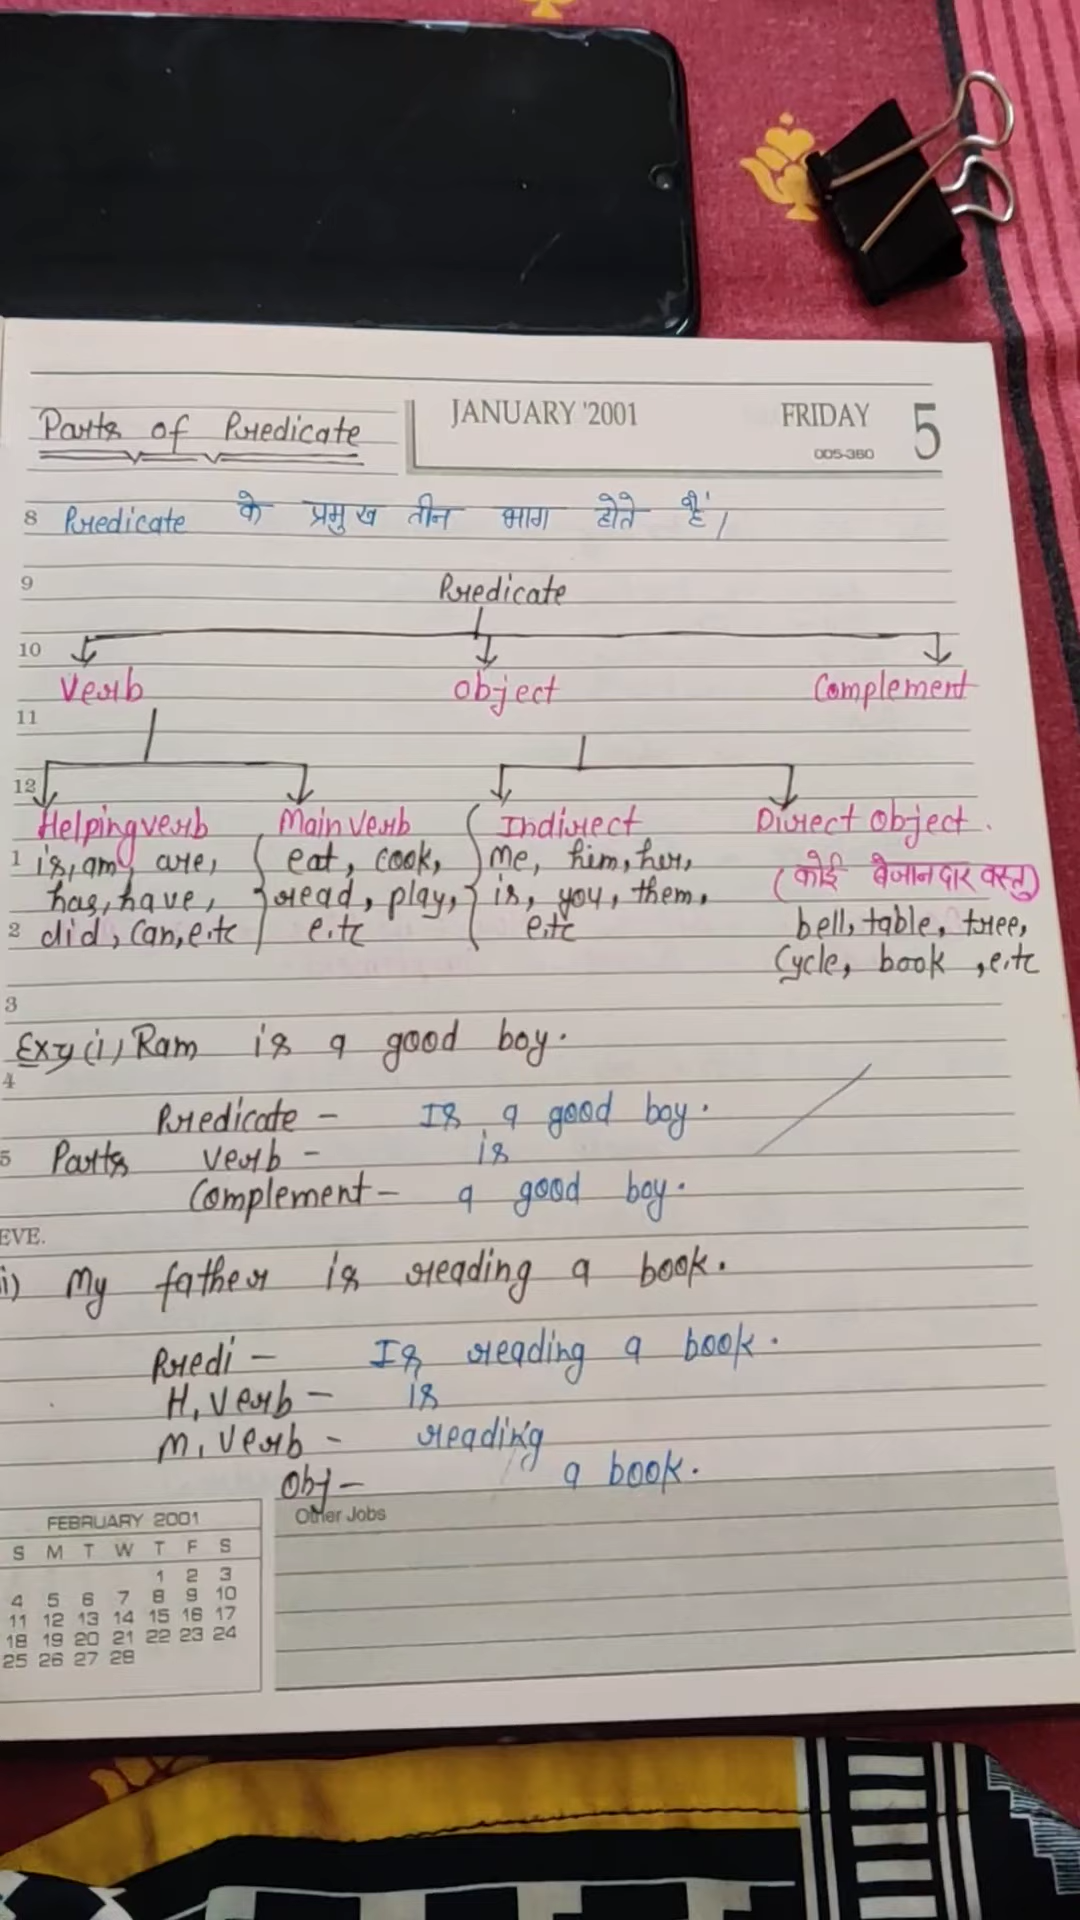 Parts of Predicate
JANUARY '2001 FRIDAY 5
005-360
8 Predicate के प्रमुख तीन भाग होते हैं।
9 Predicate
10
Verb Object Complement
11
12
Helping verb Main verb Indirect Direct object.
1 is, am, are, eat, cook, me, him, her, (कोई बेजानदार वस्तु)
has, have, read, play, is, you, them,
2 did, can, e.tc e.tc e.tc bell, table, tree,
Cycle, book, e.tc
3
Exy (i) Ram is a good boy.
4
Predicate - Is a good boy.
5 Parts verb - is
Complement - a good boy.
EVE.
i) My father is reading a book.
Predi - Is reading a book.
H. Verb - is
M. Verb - reading
Obj - a book.
FEBRUARY 2001
S M T W T F S
1 2 3
4 5 6 7 8 9 10
11 12 13 14 15 16 17
18 19 20 21 22 23 24
25 26 27 28
Other Jobs